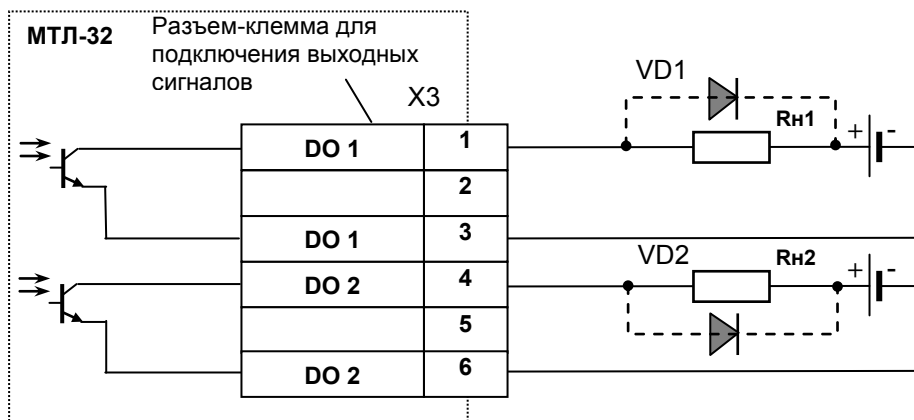 МТЛ-32
Разъем-клемма для
подключения выходных
сигналов
X3
VD1
Rн1
+ -
DO 1 1
2
DO 1 3
VD2
Rн2
+ -
DO 2 4
5
DO 2 6